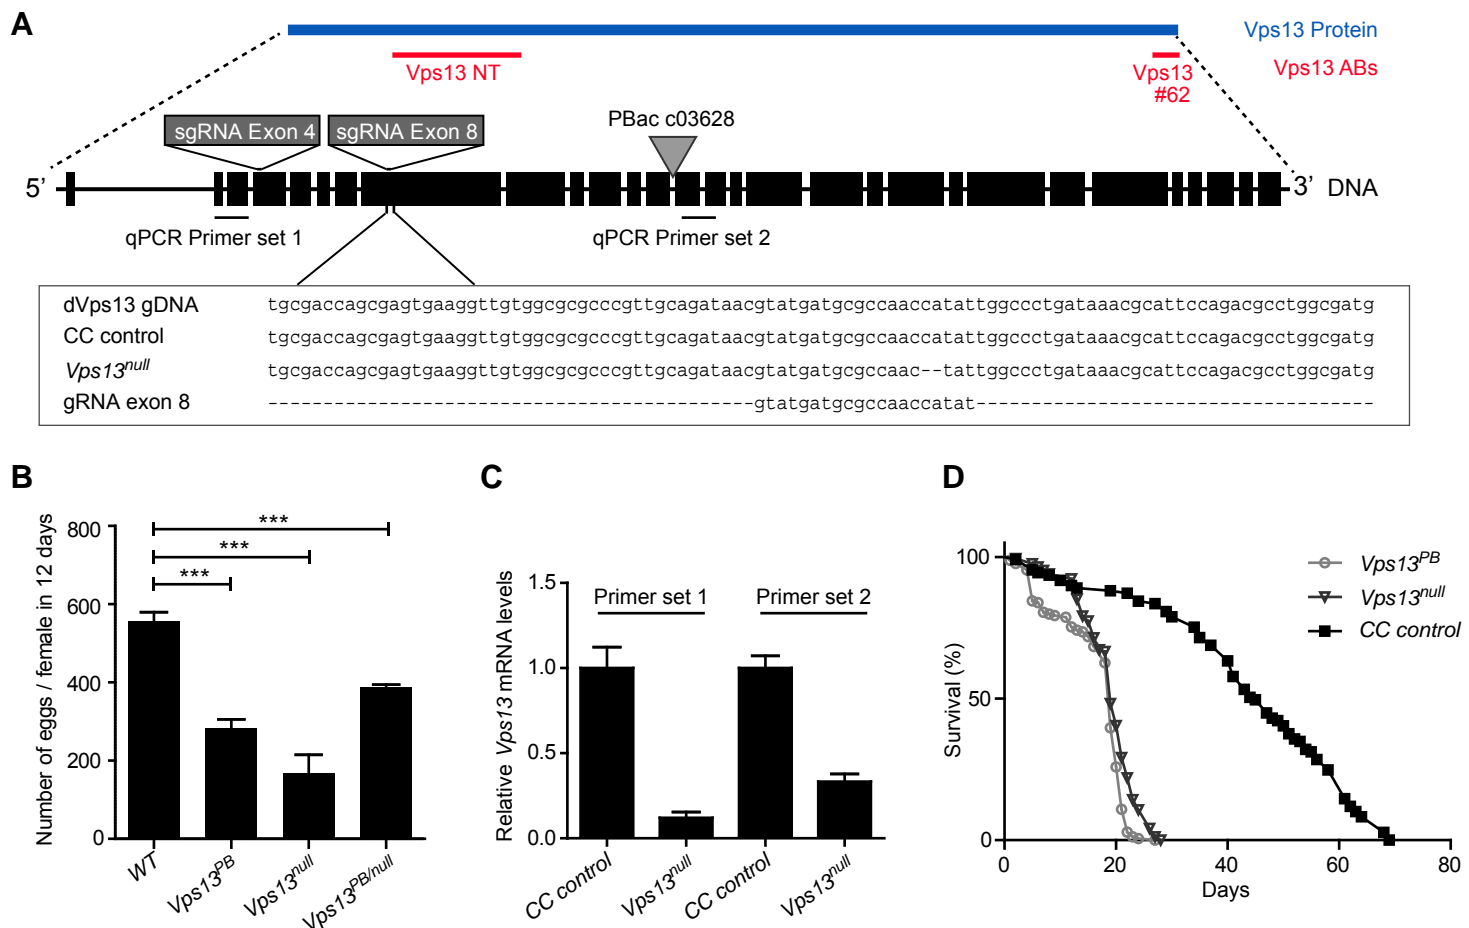 A
Vps13 Protein
Vps13 NT
Vps13 #62
Vps13 ABs
sgRNA Exon 4
sgRNA Exon 8
PBac c03628
5’
3’
DNA
qPCR Primer set 1
qPCR Primer set 2
dVps13 gDNA tgcgaccagcgagtgaaggttgtggcgcgcccgttgcagataacgtatgatgcgccaaccatattggccctgataaacgcattccagacgcctggcgatg
CC control tgcgaccagcgagtgaaggttgtggcgcgcccgttgcagataacgtatgatgcgccaaccatattggccctgataaacgcattccagacgcctggcgatg
Vps13null tgcgaccagcgagtgaaggttgtggcgcgcccgttgcagataacgtatgatgcgccaac--tattggccctgataaacgcattccagacgcctggcgatg
gRNA exon 8 --------------------------------------------gtatgatgcgccaaccatat------------------------------------
B
Number of eggs / female in 12 days
800
600
400
200
0
***
***
***
WT
Vps13PB
Vps13null
Vps13PB/null
C
Relative Vps13 mRNA levels
1.5
1.0
0.5
0.0
Primer set 1
Primer set 2
CC control
Vps13null
CC control
Vps13null
D
Survival (%)
100
50
0
0
20
40
60
80
Days
Vps13PB
Vps13null
CC control